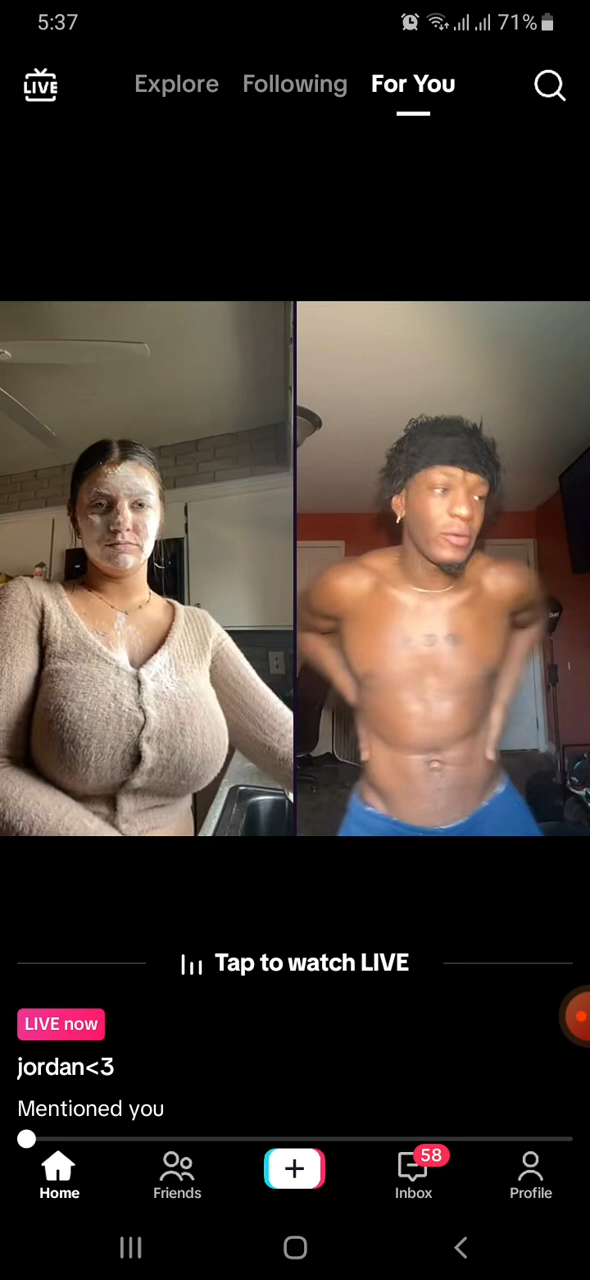 5:37
71%
LIVE
Explore Following For You
Tap to watch LIVE
LIVE now
jordan<3
Mentioned you
58
Home Friends Inbox Profile